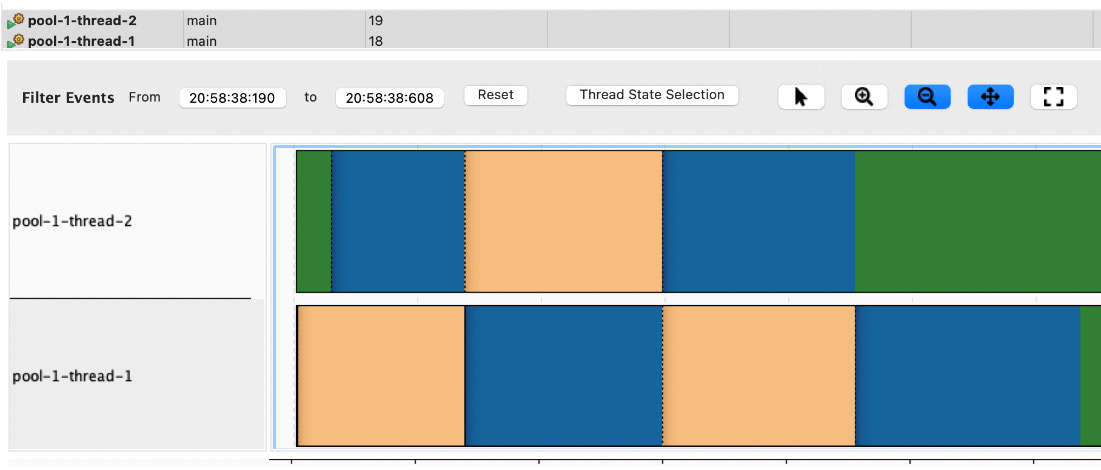 pool-1-thread-2 main 19
pool-1-thread-1 main 18
Filter Events From 20:58:38:190 to 20:58:38:608 Reset Thread State Selection
pool-1-thread-2
pool-1-thread-1